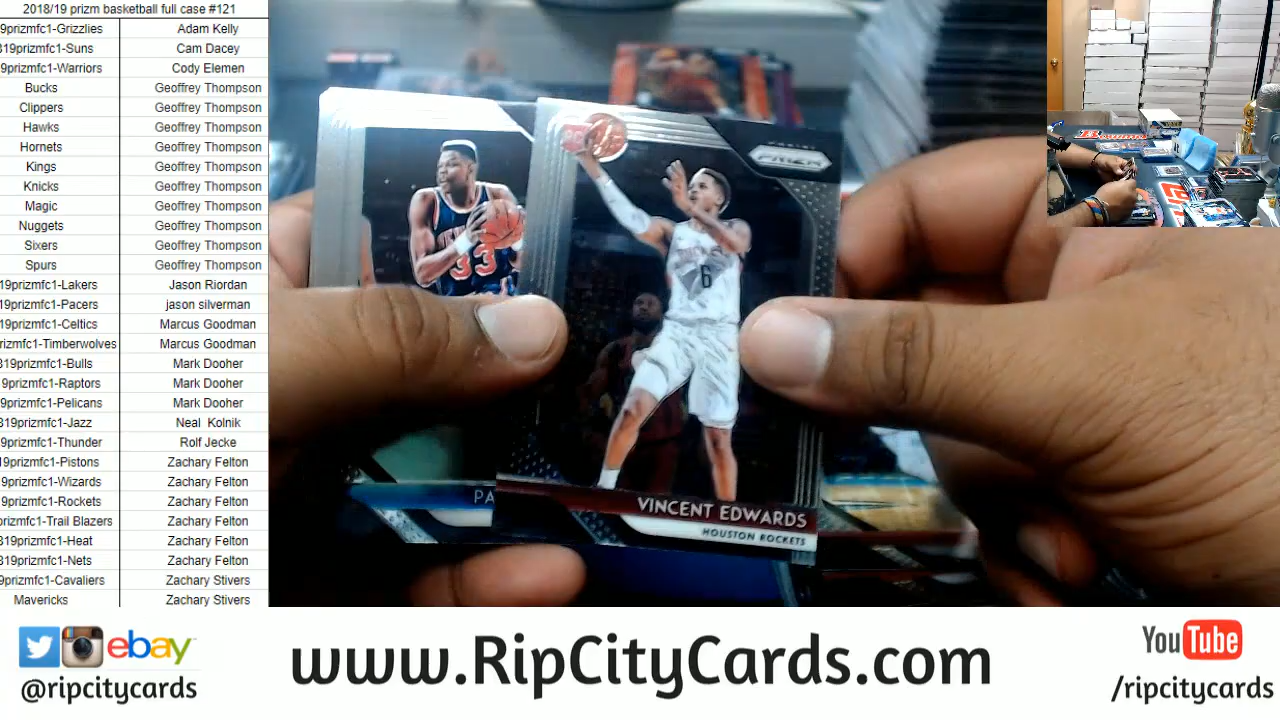 2018/19 prizm basketball full case #121
9prizmfc1-Grizzlies Adam Kelly
319prizmfc1-Suns Cam Dacey
9prizmfc1-Warriors Cody Elemen
Bucks Geoffrey Thompson
Clippers Geoffrey Thompson
Hawks Geoffrey Thompson
Hornets Geoffrey Thompson
Kings Geoffrey Thompson
Knicks Geoffrey Thompson
Magic Geoffrey Thompson
Nuggets Geoffrey Thompson
Sixers Geoffrey Thompson
Spurs Geoffrey Thompson
19prizmfc1-Lakers Jason Riordan
19prizmfc1-Pacers jason silverman
19prizmfc1-Celtics Marcus Goodman
rizmfc1-Timberwolves Marcus Goodman
319prizmfc1-Bulls Mark Dooher
9prizmfc1-Raptors Mark Dooher
9prizmfc1-Pelicans Mark Dooher
319prizmfc1-Jazz Neal Kolnik
9prizmfc1-Thunder Rolf Jecke
19prizmfc1-Pistons Zachary Felton
9prizmfc1-Wizards Zachary Felton
9prizmfc1-Rockets Zachary Felton
rizmfc1-Trail Blazers Zachary Felton
319prizmfc1-Heat Zachary Felton
319prizmfc1-Nets Zachary Felton
9prizmfc1-Cavaliers Zachary Stivers
Mavericks Zachary Stivers
PANINI
PRIZM
33
6
PA
VINCENT EDWARDS
HOUSTON ROCKETS
ebay
@ripcitycards
www.RipCityCards.com
YouTube
/ripcitycards